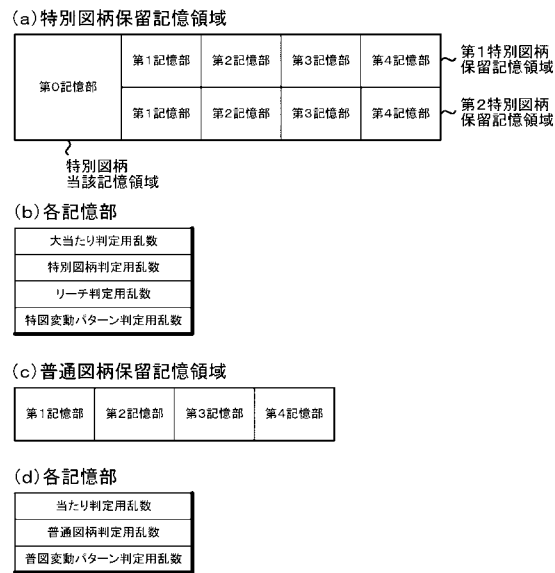 (a)特別図柄保留記憶領域
第0記憶部
第1記憶部 第2記憶部 第3記憶部 第4記憶部
第1特別図柄
保留記憶領域
第1記憶部 第2記憶部 第3記憶部 第4記憶部
第2特別図柄
保留記憶領域
特別図柄
当該記憶領域
(b)各記憶部
大当たり判定用乱数
特別図柄判定用乱数
リーチ判定用乱数
特図変動パターン判定用乱数
(c)普通図柄保留記憶領域
第1記憶部 第2記憶部 第3記憶部 第4記憶部
(d)各記憶部
当たり判定用乱数
普通図柄判定用乱数
普図変動パターン判定用乱数